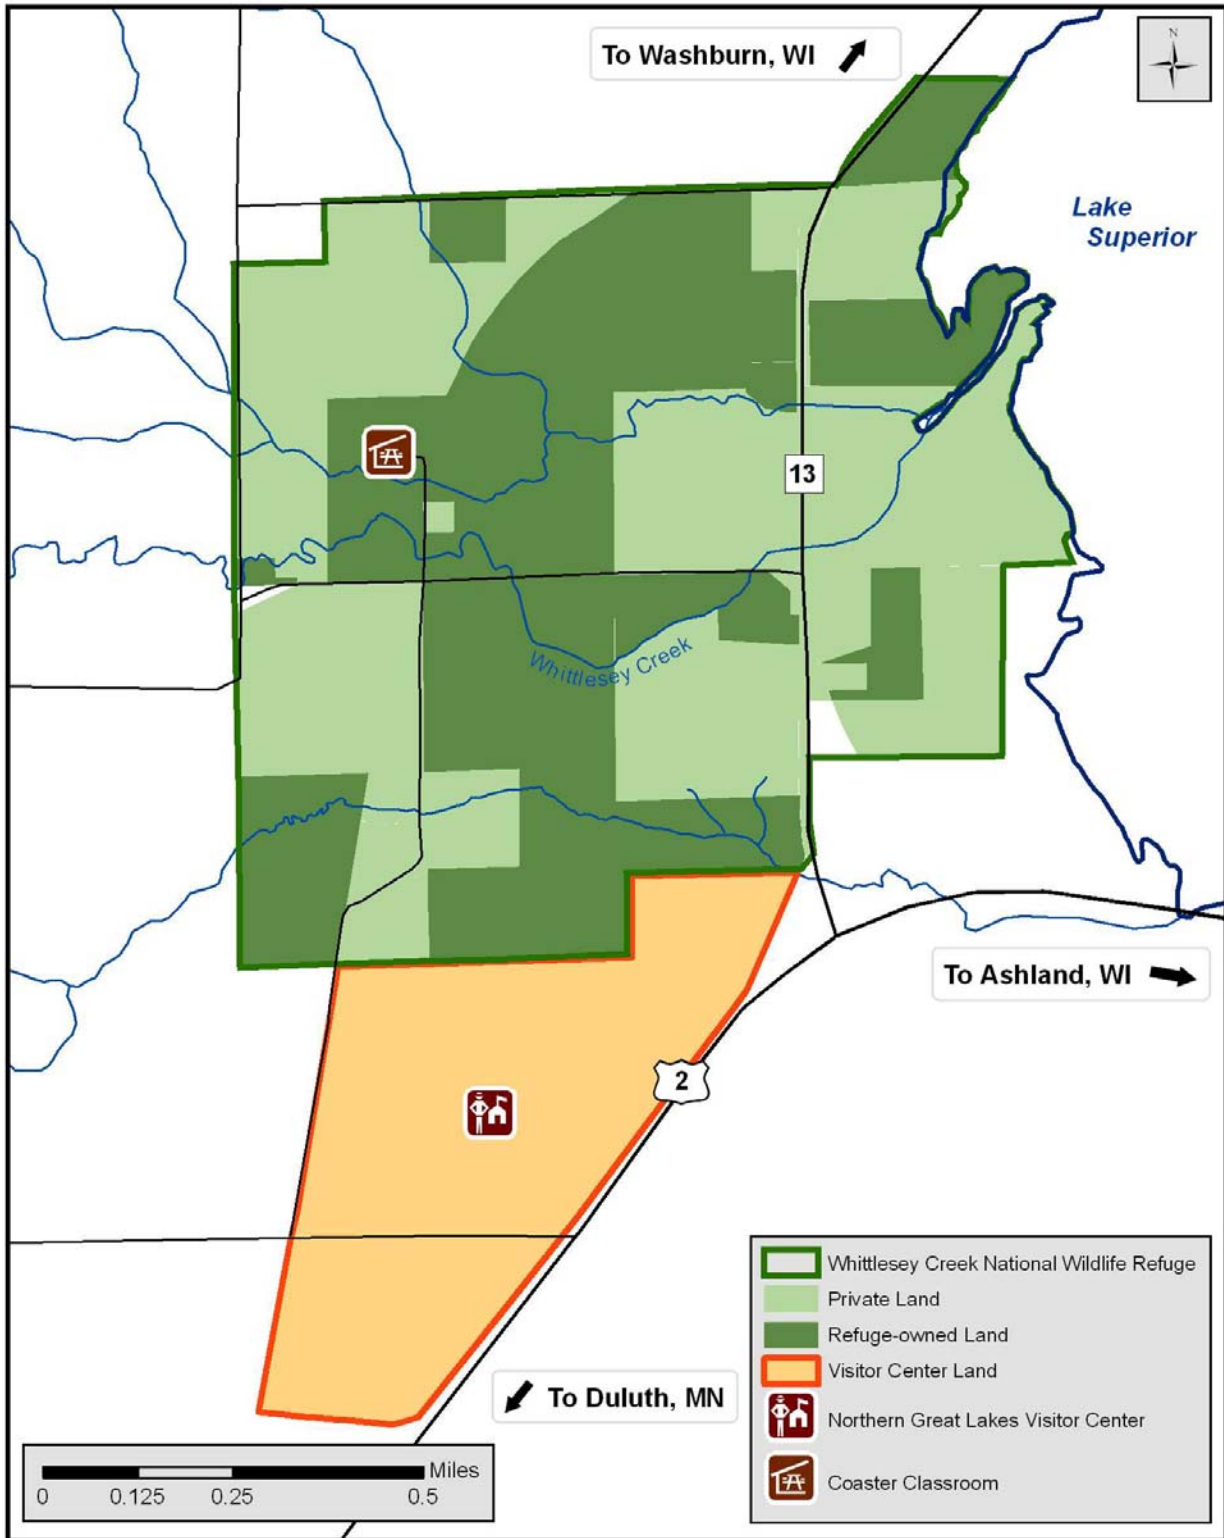 To Washburn, WI
N
Lake
Superior
13
Whittlesey Creek
To Ashland, WI
2
Whittlesey Creek National Wildlife Refuge
Private Land
Refuge-owned Land
Visitor Center Land
Northern Great Lakes Visitor Center
Coaster Classroom
To Duluth, MN
Miles
0 0.125 0.25 0.5